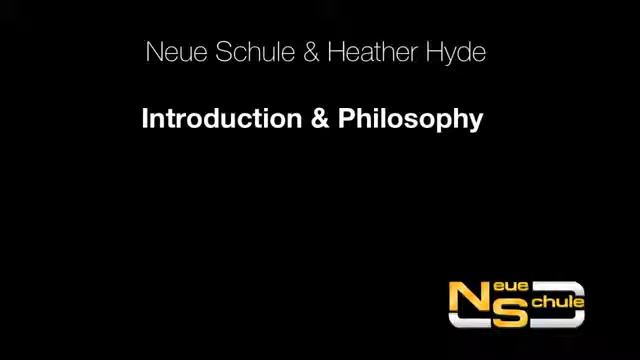 Neue Schule & Heather Hyde
Introduction & Philosophy
Neue
Schule